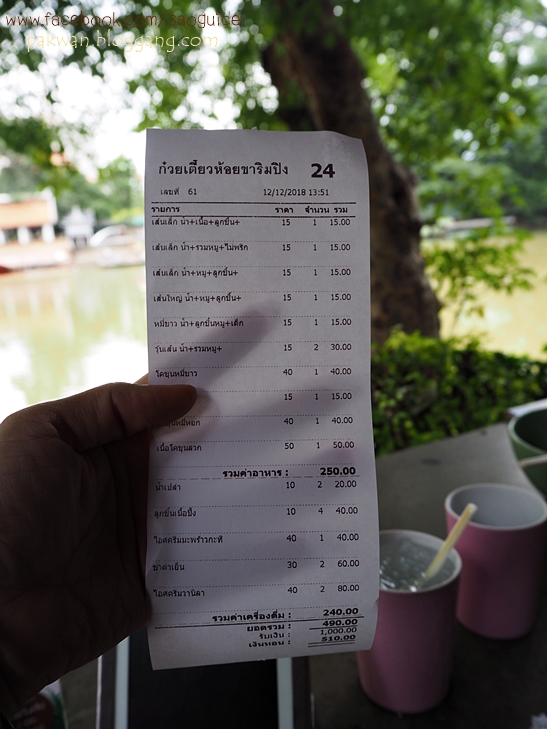 www.facebook.com/saoguide
pakwan.bloggang.com
ก๋วยเตี๋ยวห้อยขาริมปิง 24
เลขที่ 61 12/12/2018 13:51
รายการ ราคา จำนวน รวม
เส้นเล็ก น้ำ+เนื้อ+ลูกชิ้น+ 15 1 15.00
เส้นเล็ก น้ำ+รวมหมู+ไม่พริก 15 1 15.00
เส้นเล็ก น้ำ+หมู+ลูกชิ้น+ 15 1 15.00
เส้นใหญ่ น้ำ+หมู+ลูกชิ้น+ 15 1 15.00
หมี่ขาว น้ำ+ลูกชิ้นหมู+เด็ก 15 1 15.00
วุ้นเส้น น้ำ+รวมหมู+ 15 2 30.00
โคขุนหมี่ขาว 40 1 40.00
15 1 15.00
40 1 40.00
เนื้อโคขุนลวก 50 1 50.00
รวมค่าอาหาร : 250.00
น้ำเปล่า 10 2 20.00
ลูกชิ้นเนื้อปิ้ง 10 4 40.00
ไอศครีมมะพร้าวกะทิ 40 1 40.00
ชาดำเย็น 30 2 60.00
ไอศครีมวานิลา 40 2 80.00
รวมค่าเครื่องดื่ม : 240.00
ยอดรวม : 490.00
รับเงิน : 1,000.00
เงินทอน : 510.00